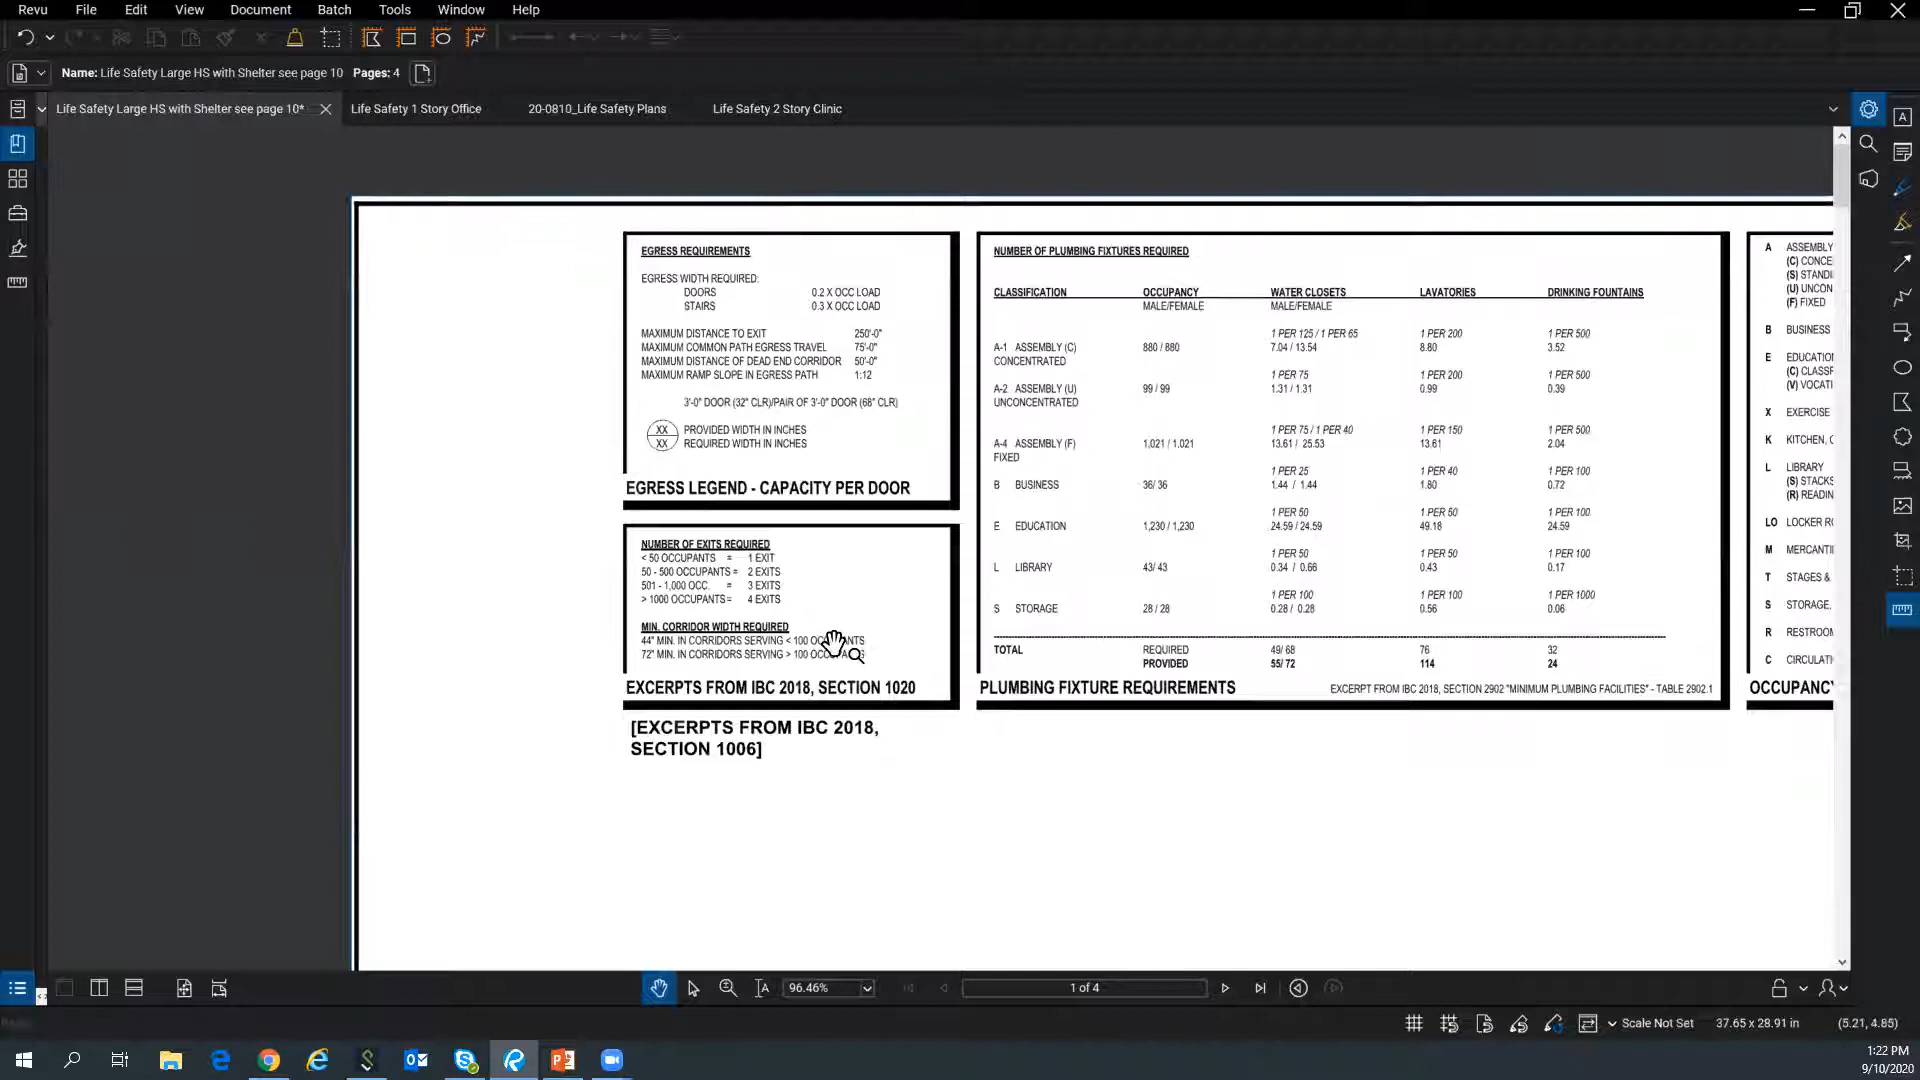 Revu File Edit View Document Batch Tools Window Help
Name: Life Safety Large HS with Shelter see page 10 Pages: 4
Life Safety Large HS with Shelter see page 10* Life Safety 1 Story Office 20-0810_Life Safety Plans Life Safety 2 Story Clinic
EGRESS REQUIREMENTS
EGRESS WIDTH REQUIRED:
DOORS 0.2 X OCC LOAD
STAIRS 0.3 X OCC LOAD
MAXIMUM DISTANCE TO EXIT 250'-0"
MAXIMUM COMMON PATH EGRESS TRAVEL 75'-0"
MAXIMUM DISTANCE OF DEAD END CORRIDOR 50'-0"
MAXIMUM RAMP SLOPE IN EGRESS PATH 1:12
3'-0" DOOR (32" CLR)/PAIR OF 3'-0" DOOR (68" CLR)
XX PROVIDED WIDTH IN INCHES
XX REQUIRED WIDTH IN INCHES
EGRESS LEGEND - CAPACITY PER DOOR
NUMBER OF EXITS REQUIRED
< 50 OCCUPANTS = 1 EXIT
50 - 500 OCCUPANTS = 2 EXITS
501 - 1,000 OCC. = 3 EXITS
> 1000 OCCUPANTS = 4 EXITS
MIN. CORRIDOR WIDTH REQUIRED
44" MIN. IN CORRIDORS SERVING < 100 OCCUPANTS
72" MIN. IN CORRIDORS SERVING > 100
EXCERPTS FROM IBC 2018, SECTION 1020
[EXCERPTS FROM IBC 2018,
SECTION 1006]
NUMBER OF PLUMBING FIXTURES REQUIRED
CLASSIFICATION OCCUPANCY WATER CLOSETS LAVATORIES DRINKING FOUNTAINS
MALE/FEMALE MALE/FEMALE
1 PER 125 / 1 PER 65 1 PER 200 1 PER 500
A-1 ASSEMBLY (C) 880 / 880 7.04 / 13.54 8.80 3.52
CONCENTRATED
1 PER 75 1 PER 200 1 PER 500
A-2 ASSEMBLY (U) 99 / 99 1.31 / 1.31 0.99 0.39
UNCONCENTRATED
1 PER 75 / 1 PER 40 1 PER 150 1 PER 500
A-4 ASSEMBLY (F) 1,021 / 1,021 13.61 / 25.53 13.61 2.04
FIXED
1 PER 25 1 PER 40 1 PER 100
B BUSINESS 36/ 36 1.44 / 1.44 1.80 0.72
1 PER 50 1 PER 50 1 PER 100
E EDUCATION 1,230 / 1,230 24.59 / 24.59 49.18 24.59
1 PER 50 1 PER 50 1 PER 100
L LIBRARY 43/ 43 0.34 / 0.66 0.43 0.17
1 PER 100 1 PER 100 1 PER 1000
S STORAGE 28 / 28 0.28 / 0.28 0.56 0.06
TOTAL REQUIRED 49/ 68 76 32
PROVIDED 55/ 72 114 24
PLUMBING FIXTURE REQUIREMENTS EXCERPT FROM IBC 2018, SECTION 2902 "MINIMUM PLUMBING FACILITIES" - TABLE 2902.1
A ASSEMBLY
(C) CONCE
(S) STANDI
(U) UNCON
(F) FIXED
B BUSINESS
E EDUCATION
(C) CLASSF
(V) VOCATI
X EXERCISE
K KITCHEN, C
L LIBRARY
(S) STACKS
(R) READIN
LO LOCKER RO
M MERCANTI
T STAGES &
S STORAGE,
R RESTROOM
C CIRCULATI
OCCUPANCY
96.46% 1 of 4
Scale Not Set 37.65 x 28.91 in (5.21, 4.85)
1:22 PM
9/10/2020